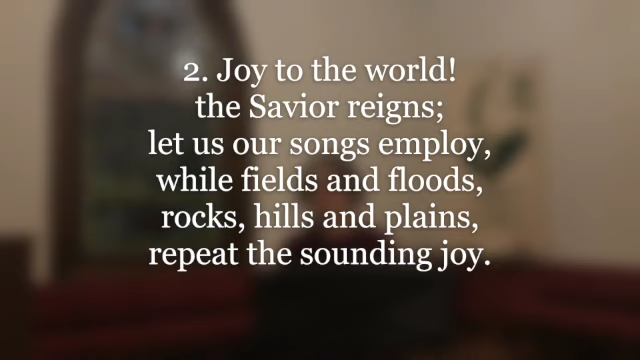 2. Joy to the world!
the Savior reigns;
let us our songs employ,
while fields and floods,
rocks, hills and plains,
repeat the sounding joy.